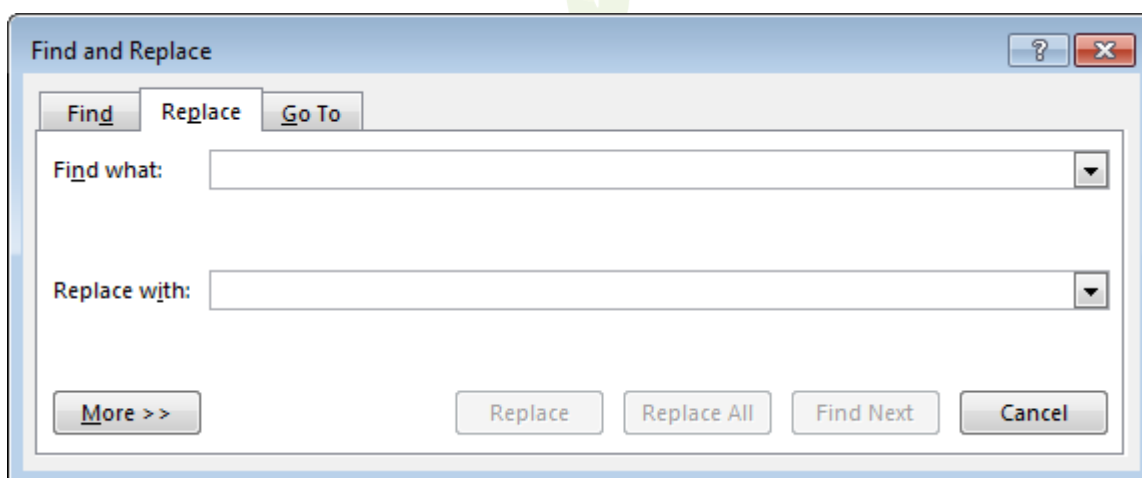 Find and Replace
Find Replace Go To
Find what:
Replace with:
More >> Replace Replace All Find Next Cancel